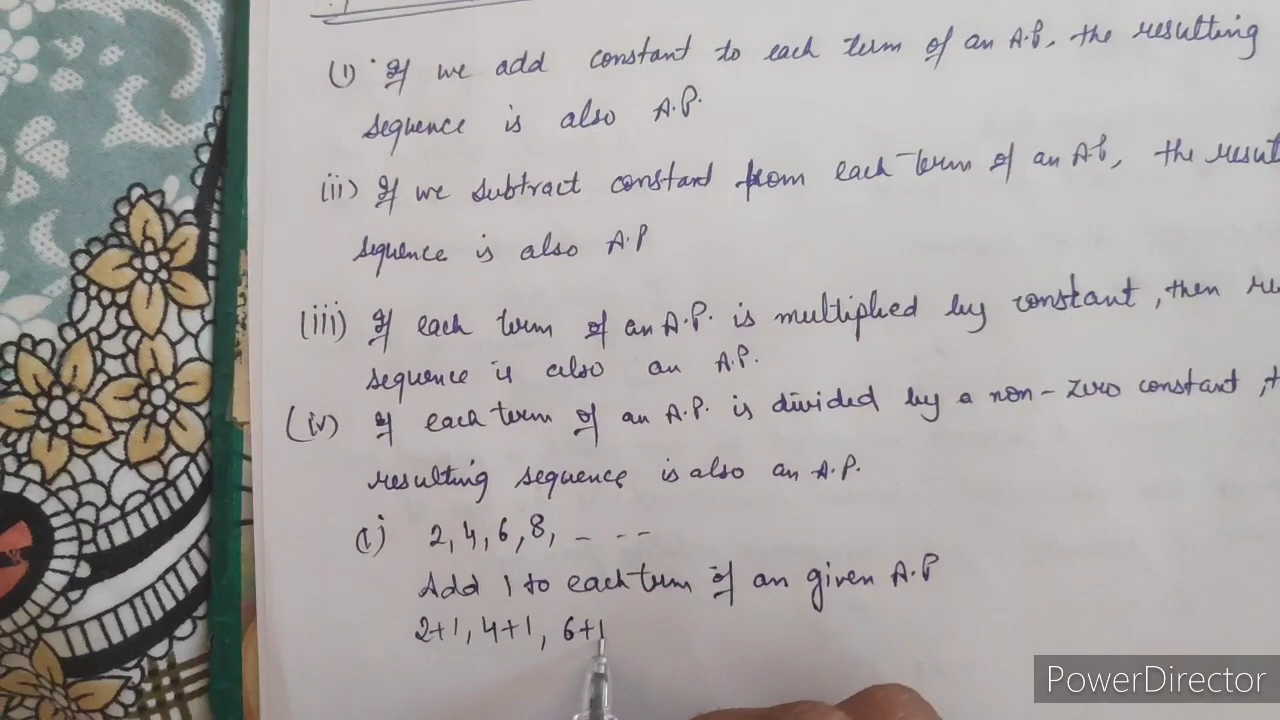 (i) If we add constant to each term of an A.P, the resulting
sequence is also A.P.
(ii) If we subtract constant from each term of an A.P, the result
sequence is also A.P
(iii) If each term of an A.P. is multiplied by constant, then re
sequence is also an A.P.
(iv) If each term of an A.P. is divided by a non-zero constant, t
resulting sequence is also an A.P.
(i) 2, 4, 6, 8, - - - -
Add 1 to each term of an given A.P
2+1, 4+1, 6+1
PowerDirector